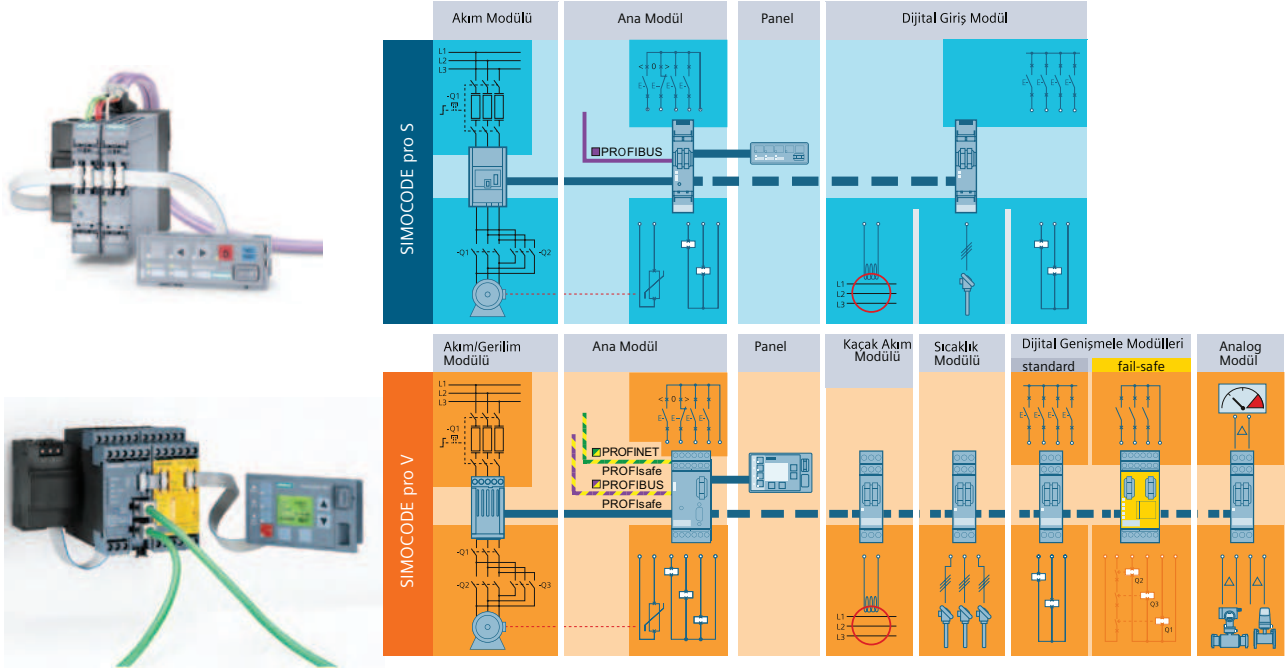 Akım Modülü
Ana Modül
Panel
Dijital Giriş Modül
SIMOCODE pro S
L1
L2
L3
-Q1
< O >
E-
E-
E-
E-
PROFIBUS
-Q1
-Q2
L1
L2
L3
Akım/Gerilim
Modülü
Ana Modül
Panel
Kaçak Akım
Modülü
Sıcaklık
Modülü
Dijital Genişmele Modülleri
standard
fail-safe
Analog
Modül
SIMOCODE pro V
L1
L2
L3
-Q1
< O >
E-
E-
E-
PROFINET
PROFIsafe
PROFIBUS
PROFIsafe
-Q1
-Q2
-Q3
L1
L2
L3
Q2
Q3
Q1